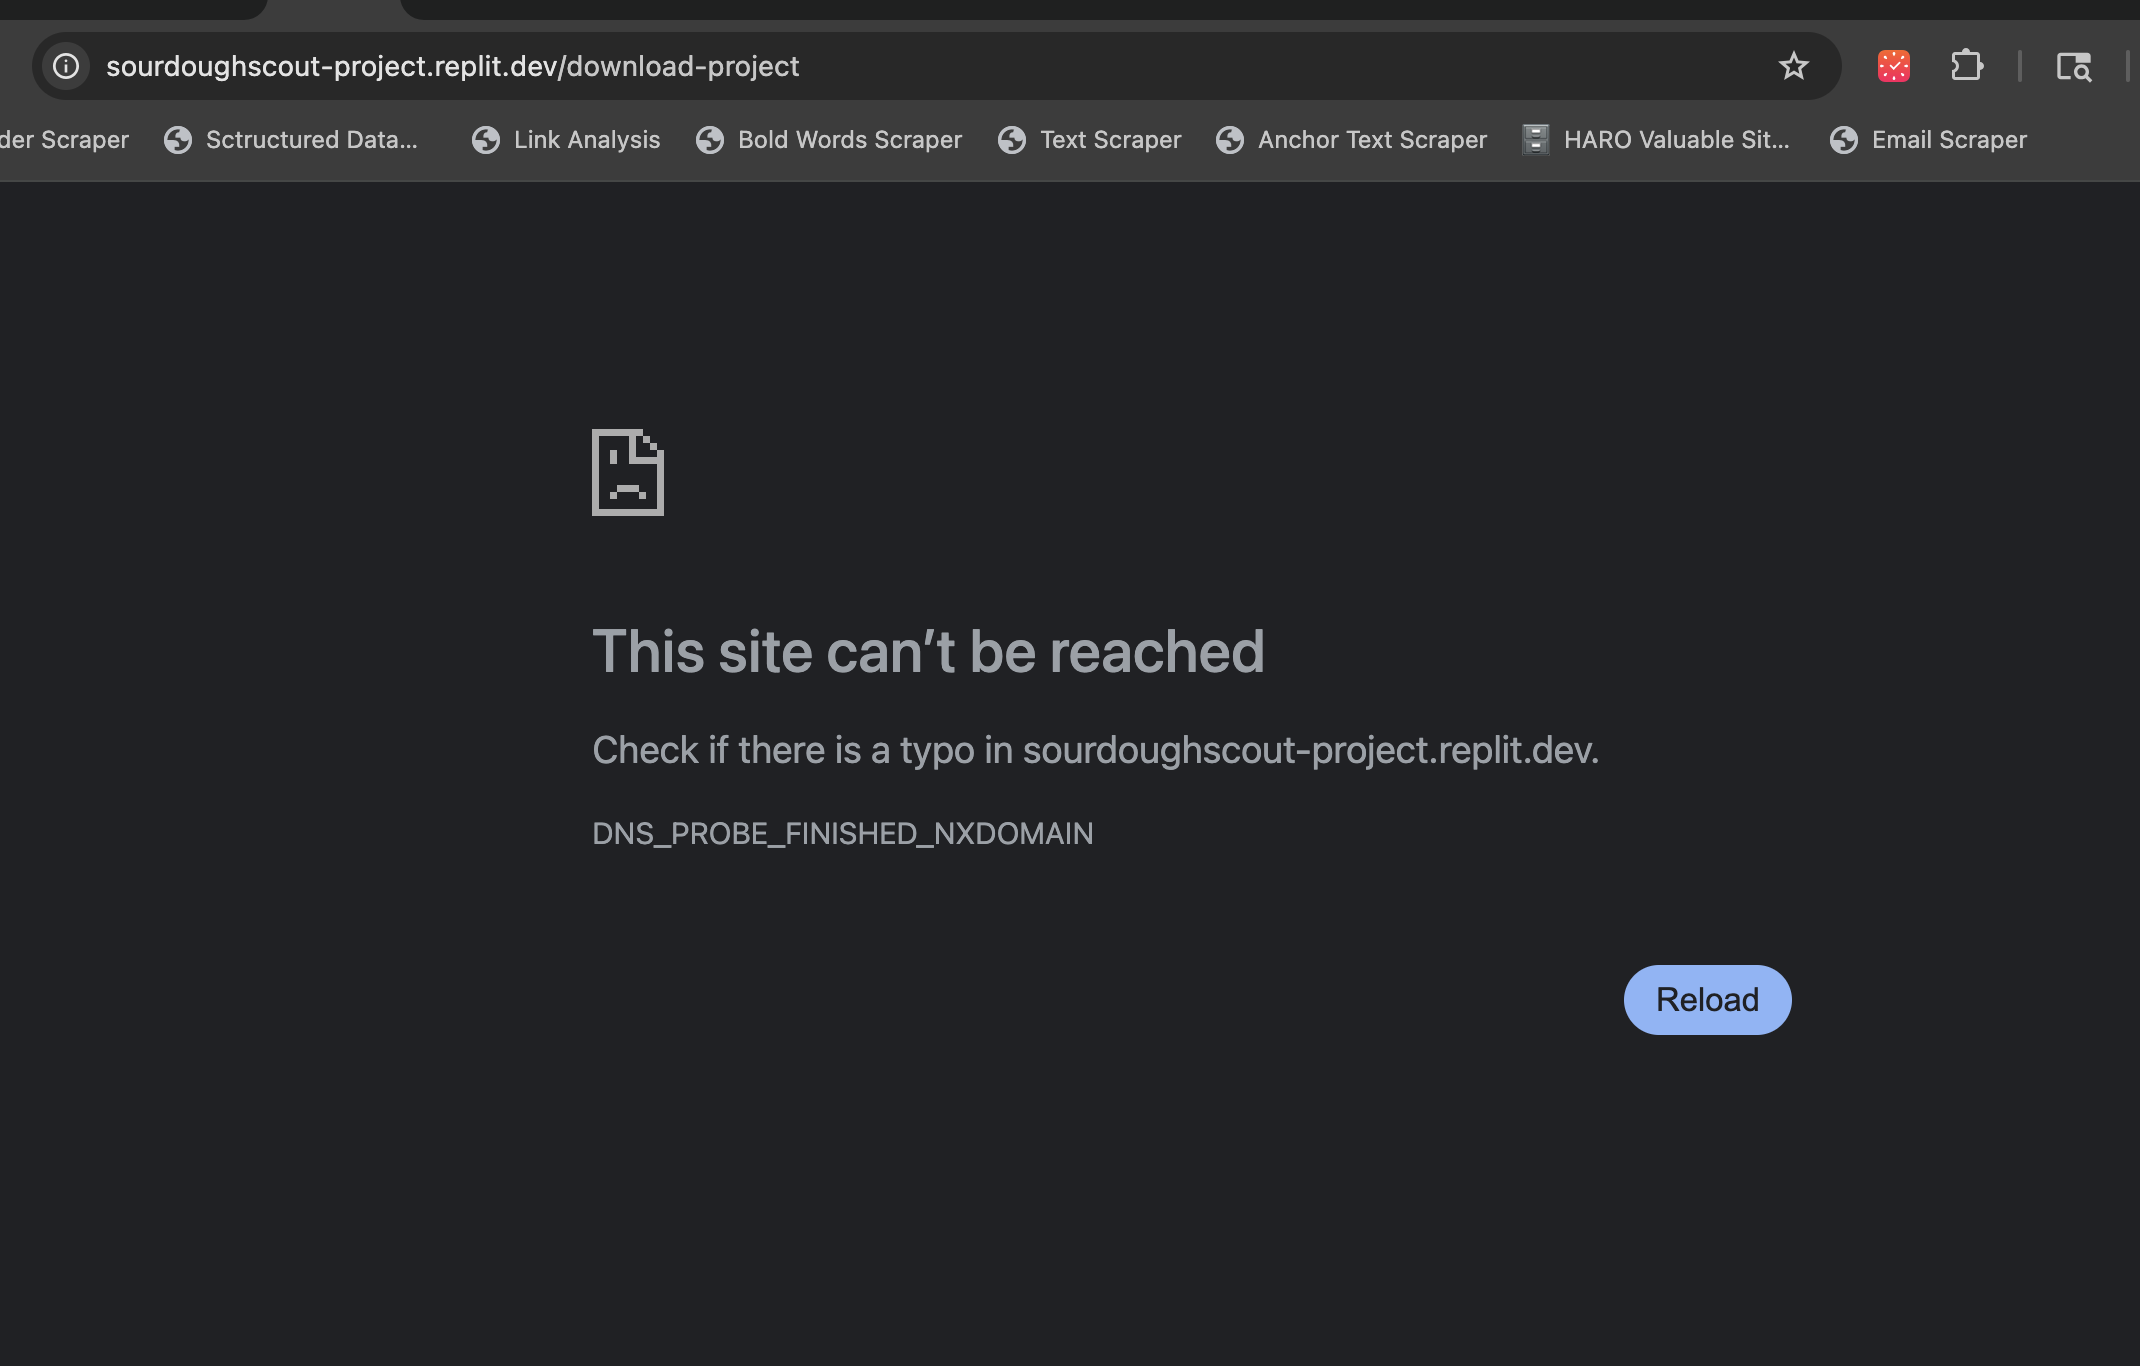 sourdoughscout-project.replit.dev/download-project
der Scraper Sctructured Data... Link Analysis Bold Words Scraper Text Scraper Anchor Text Scraper HARO Valuable Sit... Email Scraper
This site can’t be reached
Check if there is a typo in sourdoughscout-project.replit.dev.
DNS_PROBE_FINISHED_NXDOMAIN
Reload